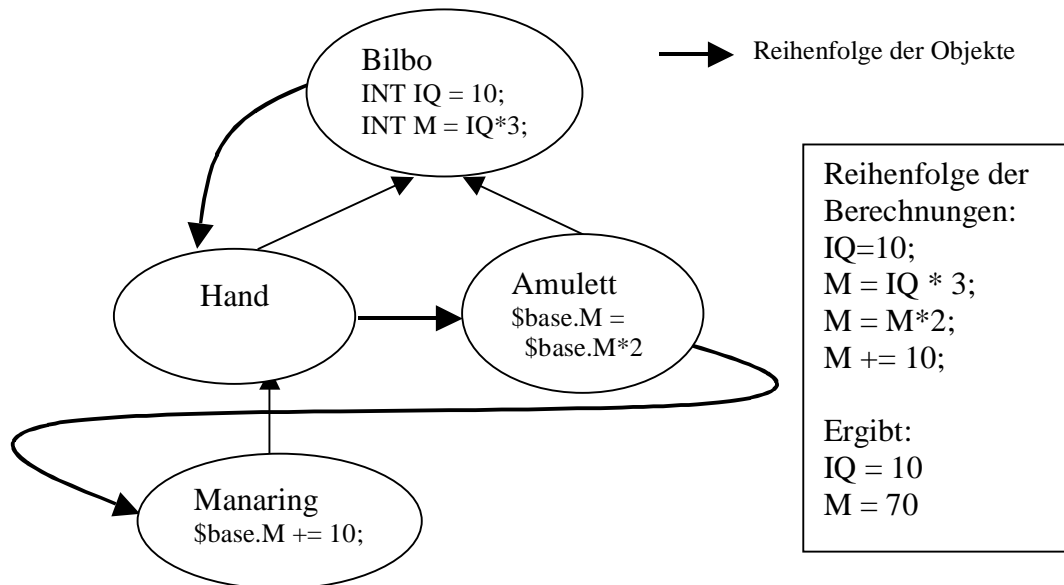 Bilbo
INT IQ = 10;
INT M = IQ*3;
Reihenfolge der Objekte
Hand
Amulett
$base.M =
$base.M*2
Manaring
$base.M += 10;
Reihenfolge der
Berechnungen:
IQ=10;
M = IQ * 3;
M = M*2;
M += 10;
Ergibt:
IQ = 10
M = 70